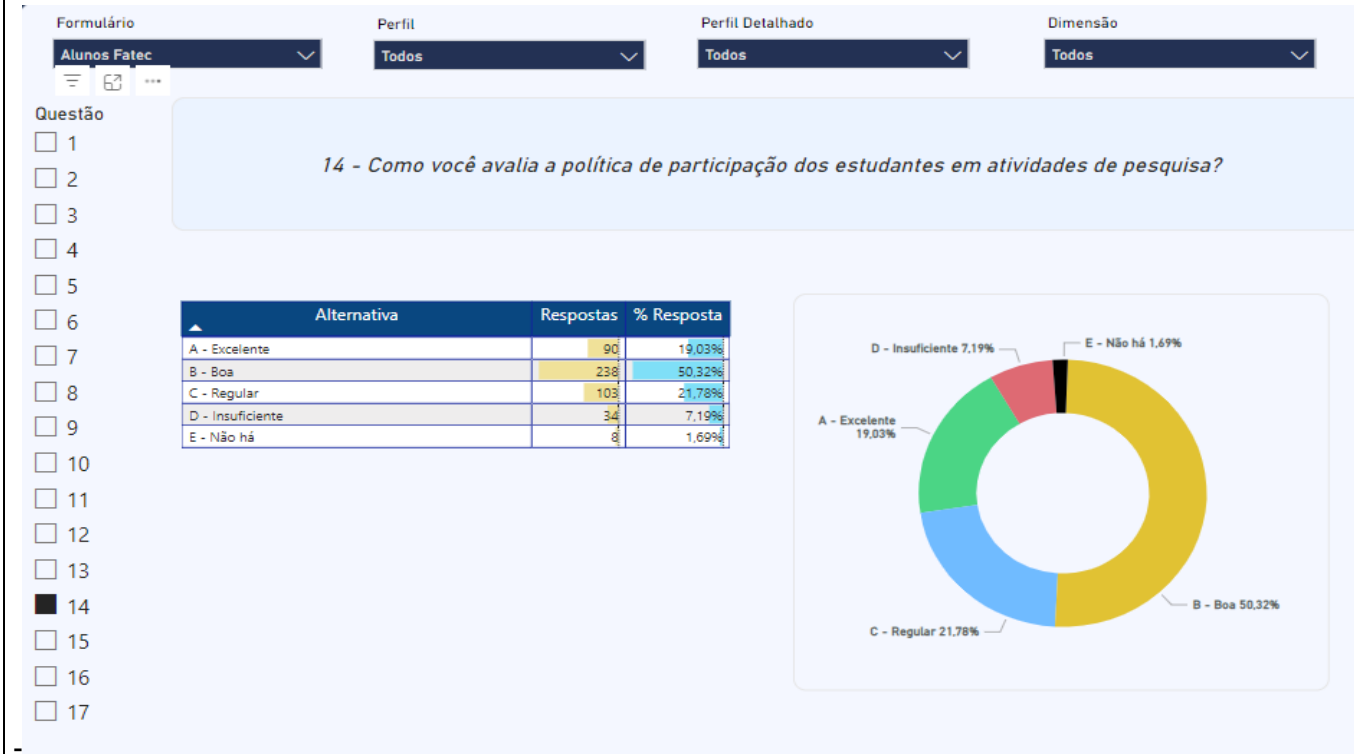 Formulário Perfil Perfil Detalhado Dimensão
Alunos Fatec Todos Todos Todos
Questão
1
2
3
4
5
6
7
8
9
10
11
12
13
14
15
16
17
14 - Como você avalia a política de participação dos estudantes em atividades de pesquisa?
Alternativa Respostas % Resposta
A - Excelente 90 19,03%
B - Boa 238 50,32%
C - Regular 103 21,78%
D - Insuficiente 34 7,19%
E - Não há 8 1,69%
D - Insuficiente 7,19%
E - Não há 1,69%
A - Excelente
19,03%
B - Boa 50,32%
C - Regular 21,78%